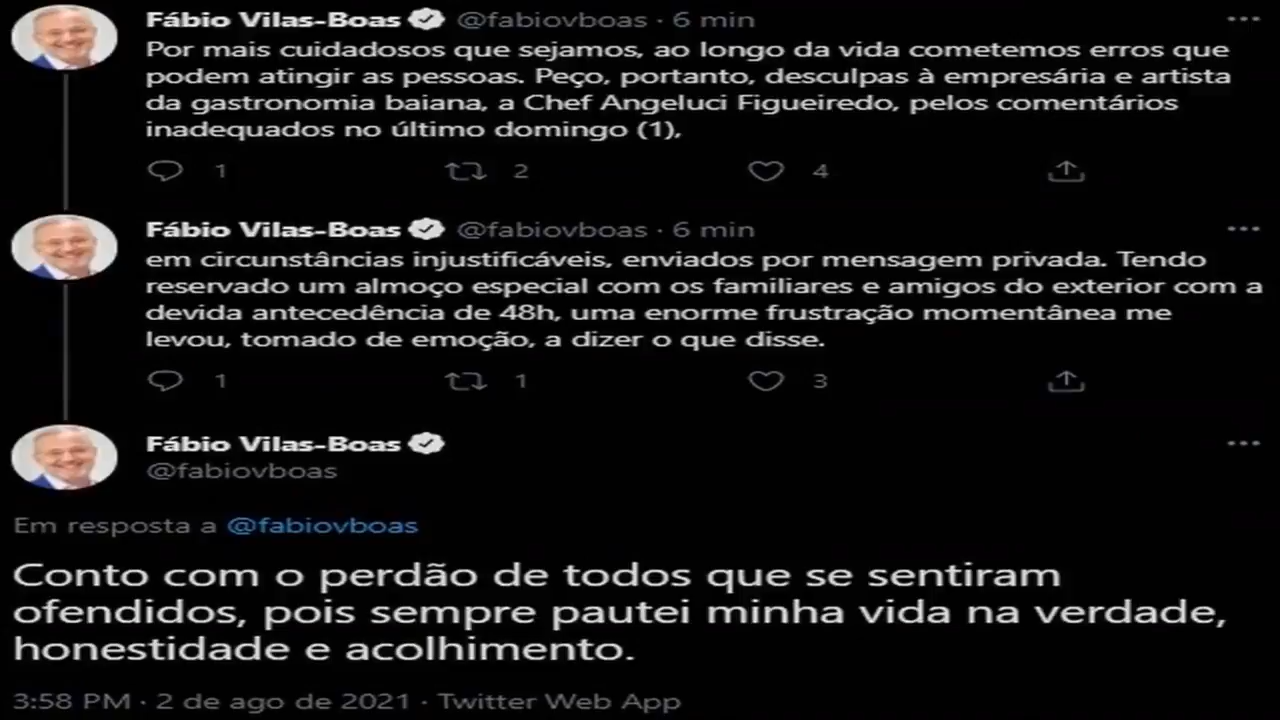 Fábio Vilas-Boas @fabiovboas · 6 min
Por mais cuidadosos que sejamos, ao longo da vida cometemos erros que
podem atingir as pessoas. Peço, portanto, desculpas à empresária e artista
da gastronomia baiana, a Chef Angeluci Figueiredo, pelos comentários
inadequados no último domingo (1),
1 2 4
Fábio Vilas-Boas @fabiovboas · 6 min
em circunstâncias injustificáveis, enviados por mensagem privada. Tendo
reservado um almoço especial com os familiares e amigos do exterior com a
devida antecedência de 48h, uma enorme frustração momentânea me
levou, tomado de emoção, a dizer o que disse.
1 1 3
Fábio Vilas-Boas
@fabiovboas
Em resposta a @fabiovboas
Conto com o perdão de todos que se sentiram
ofendidos, pois sempre pautei minha vida na verdade,
honestidade e acolhimento.
3:58 PM · 2 de ago de 2021 · Twitter Web App